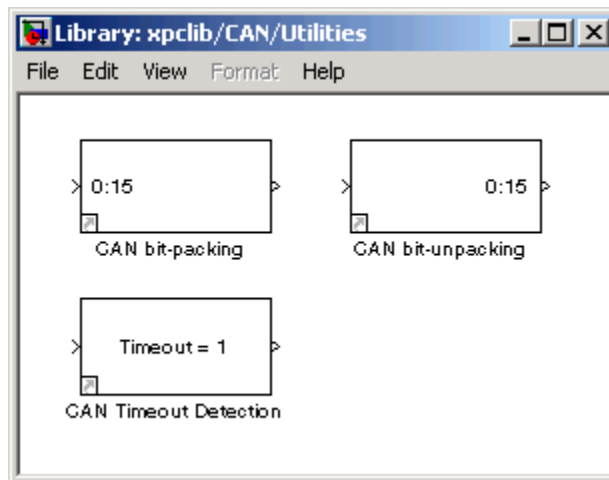 Library: xpclib/CAN/Utilities
File Edit View Format Help
0:15 0:15
CAN bit-packing CAN bit-unpacking
Timeout = 1
CAN Timeout Detection